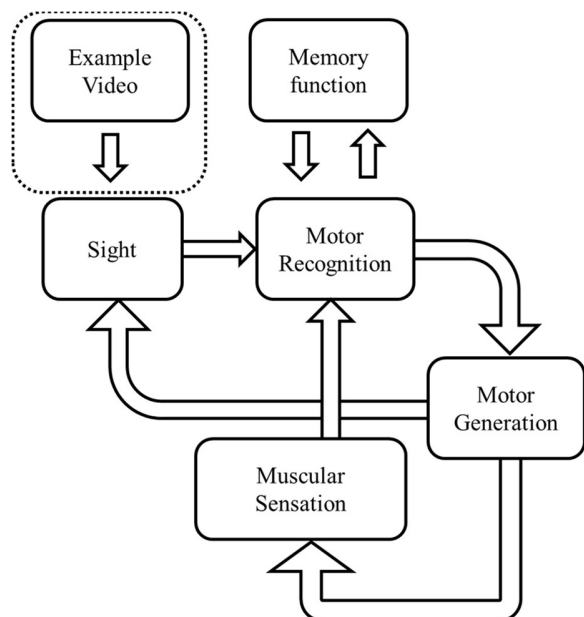 Example
Video
Memory
function
Sight
Motor
Recognition
Motor
Generation
Muscular
Sensation